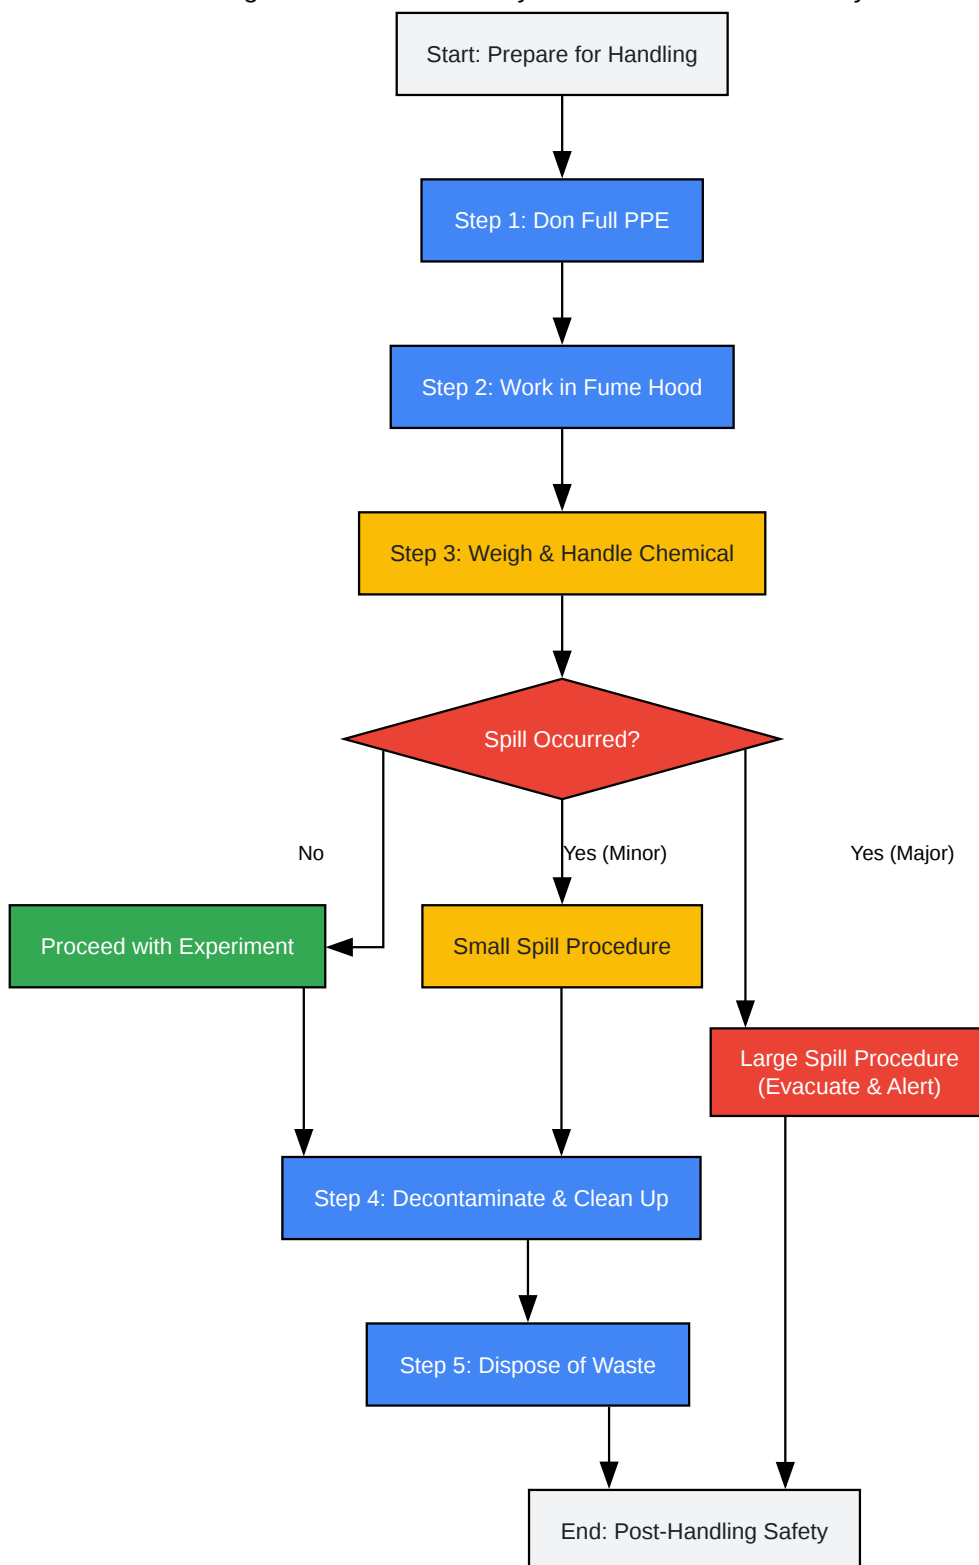 Start: Prepare for Handling
Step 1: Don Full PPE
Step 2: Work in Fume Hood
Step 3: Weigh & Handle Chemical
Spill Occurred?
No
Yes (Minor)
Yes (Major)
Proceed with Experiment
Small Spill Procedure
Large Spill Procedure
(Evacuate & Alert)
Step 4: Decontaminate & Clean Up
Step 5: Dispose of Waste
End: Post-Handling Safety